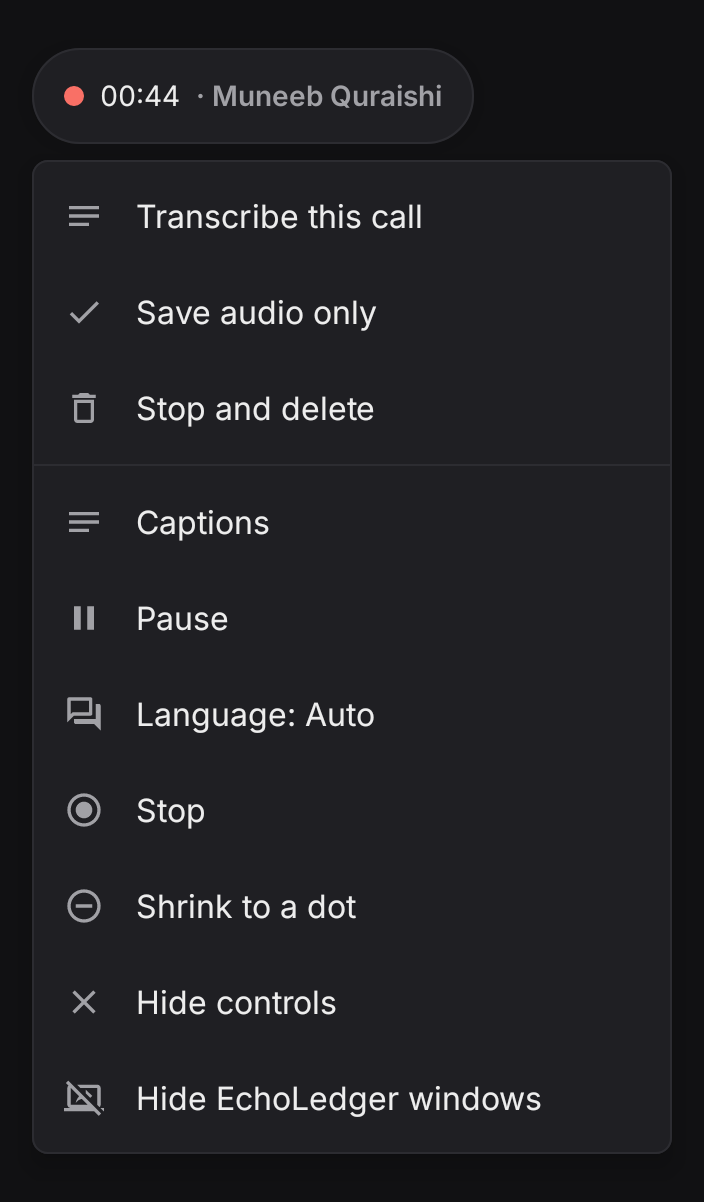 00:44 · Muneeb Quraishi
Transcribe this call
Save audio only
Stop and delete
Captions
Pause
Language: Auto
Stop
Shrink to a dot
Hide controls
Hide EchoLedger windows